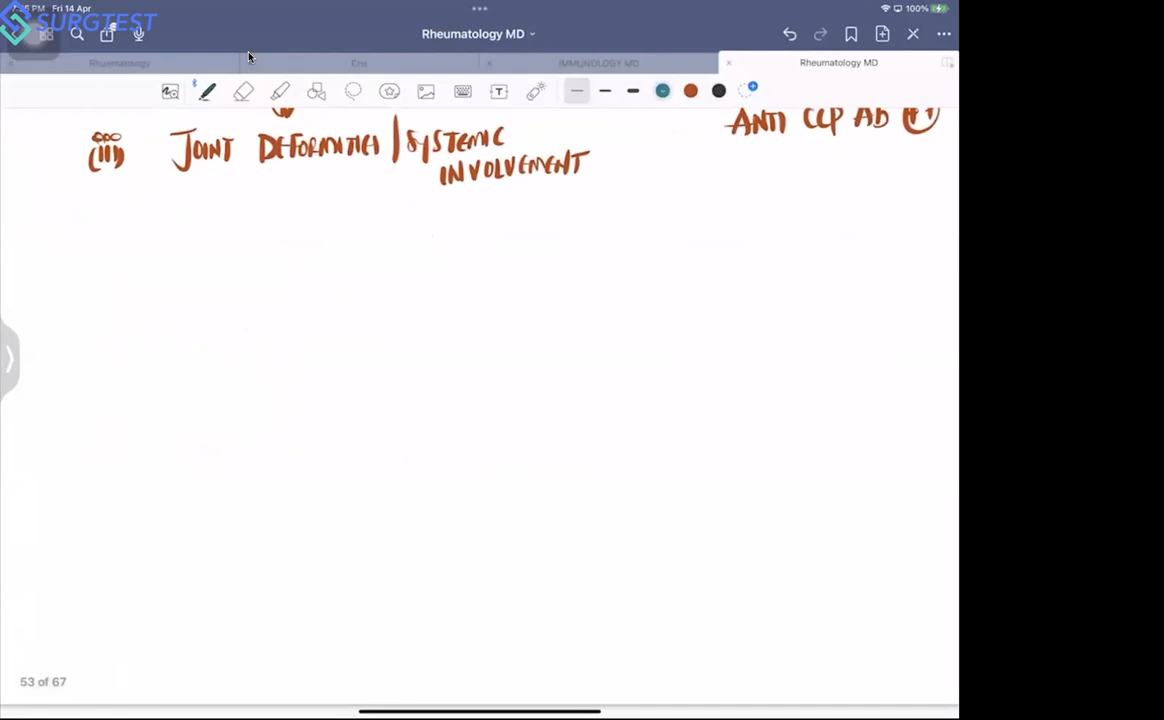 Fri 14 Apr
100%
SURGTEST
Rheumatology MD
Rhuematology
IMMUNOLOGY MD
Rheumatology MD
ANTI CCP AB
(iii) JOINT DEFORMITIES | SYSTEMIC
INVOLVEMENT
53 of 67